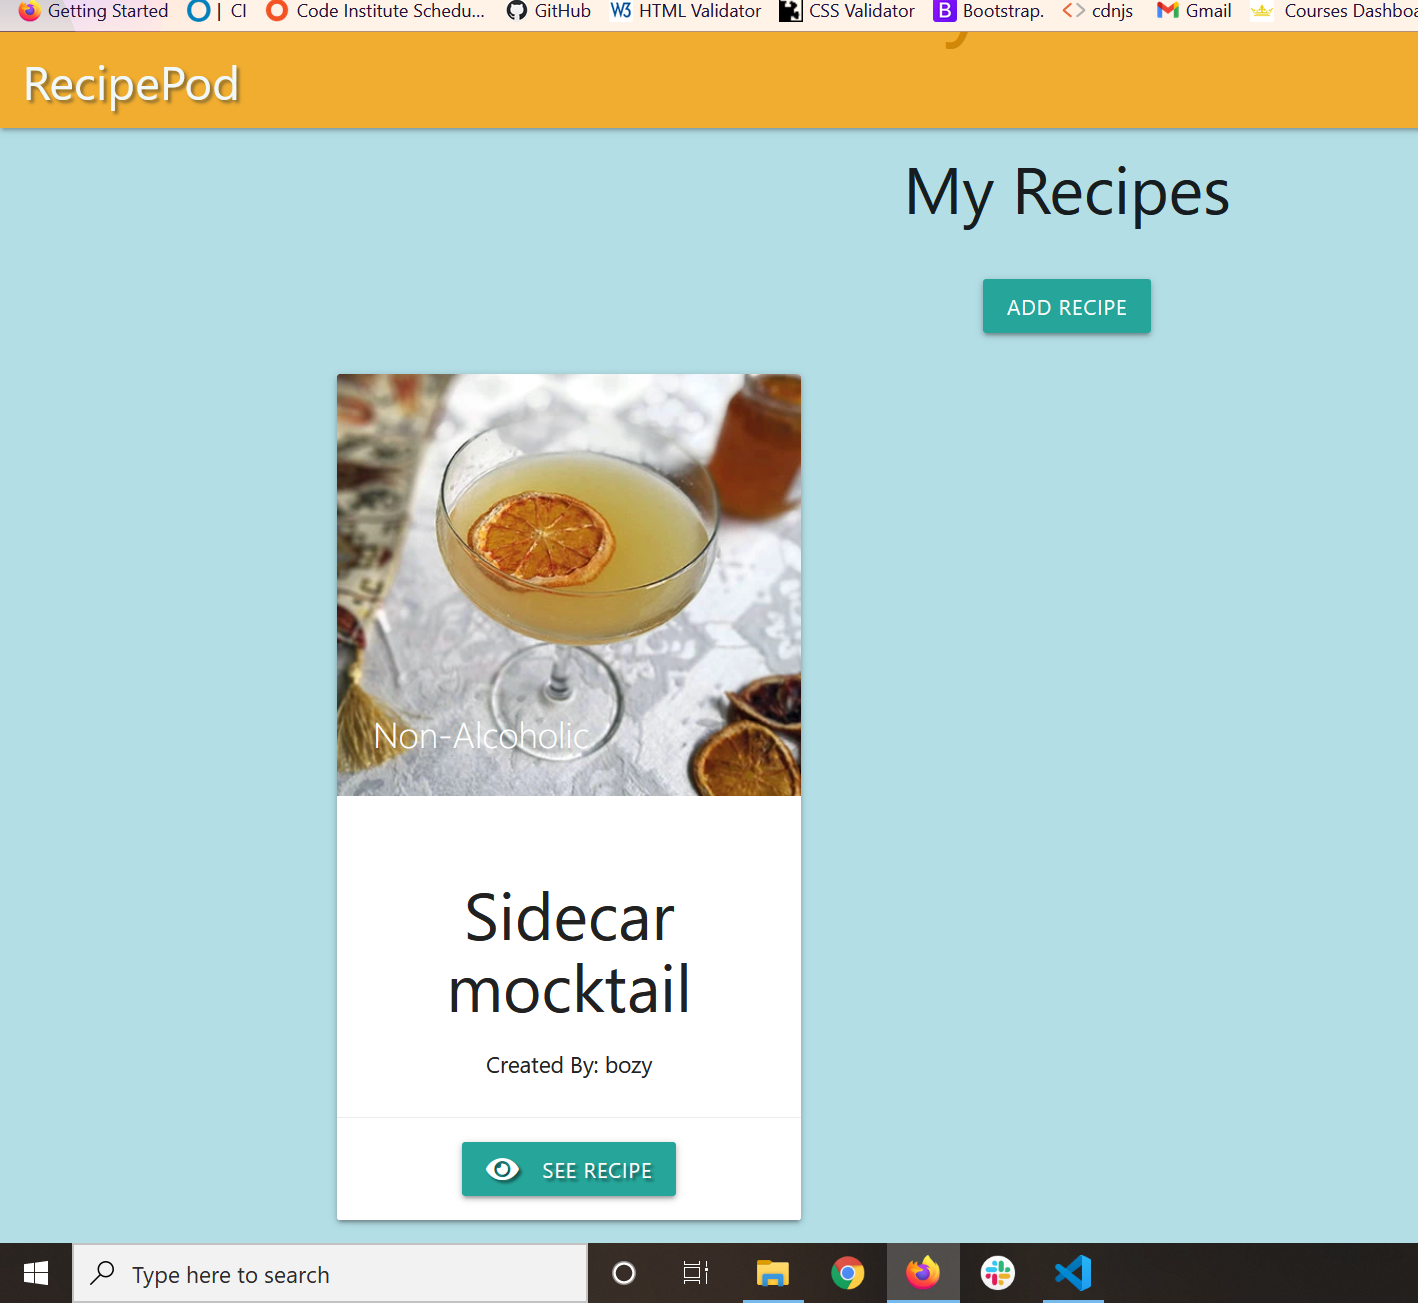 Getting Started | CI Code Institute Schedu... GitHub W3 HTML Validator CSS Validator B Bootstrap. cdnjs Gmail Courses Dashboa
RecipePod
My Recipes
ADD RECIPE
Non-Alcoholic
Sidecar
mocktail
Created By: bozy
SEE RECIPE
Type here to search